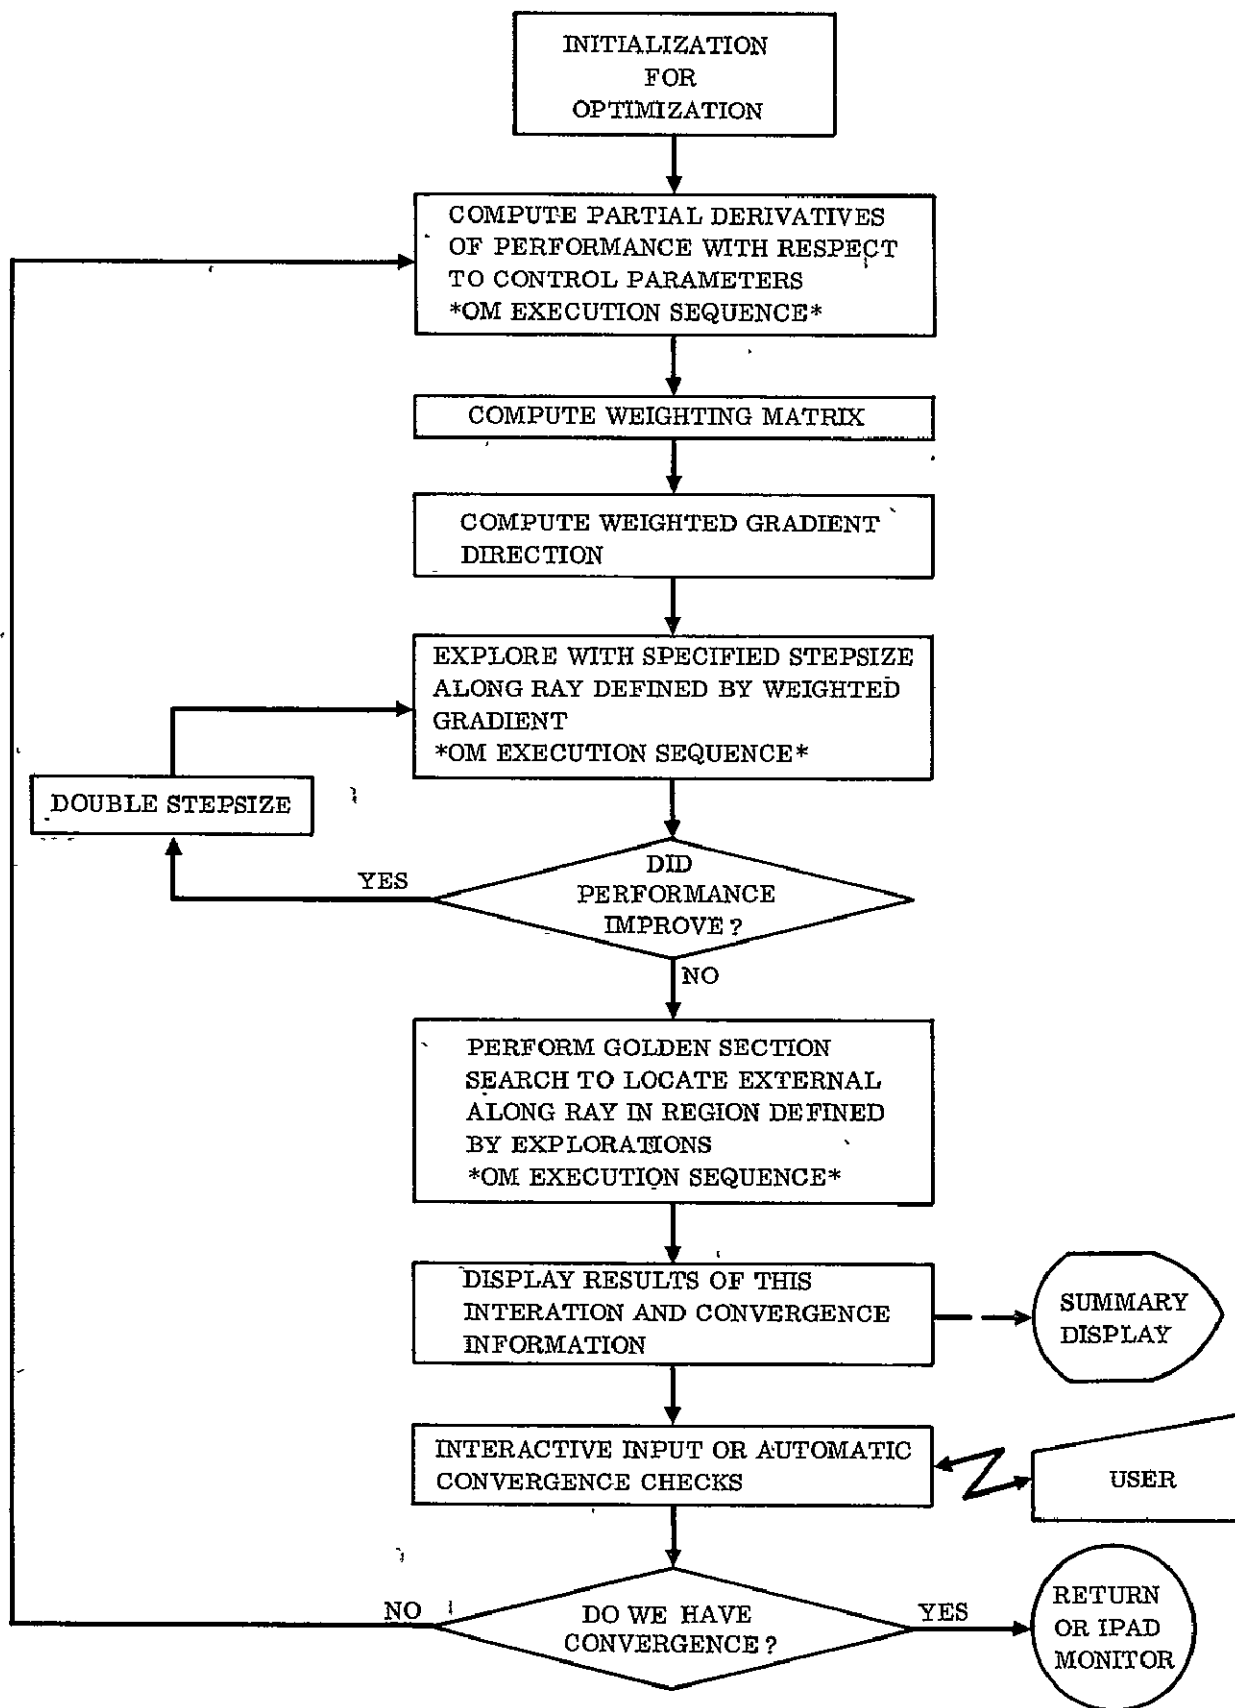 INITIALIZATION
FOR
OPTIMIZATION
COMPUTE PARTIAL DERIVATIVES
OF PERFORMANCE WITH RESPECT
TO CONTROL PARAMETERS
*OM EXECUTION SEQUENCE*
COMPUTE WEIGHTING MATRIX
COMPUTE WEIGHTED GRADIENT
DIRECTION
EXPLORE WITH SPECIFIED STEPSIZE
ALONG RAY DEFINED BY WEIGHTED
GRADIENT
*OM EXECUTION SEQUENCE*
DOUBLE STEPSIZE
YES
DID
PERFORMANCE
IMPROVE?
NO
PERFORM GOLDEN SECTION
SEARCH TO LOCATE EXTERNAL
ALONG RAY IN REGION DEFINED
BY EXPLORATIONS
*OM EXECUTION SEQUENCE*
DISPLAY RESULTS OF THIS
INTERATION AND CONVERGENCE
INFORMATION
SUMMARY
DISPLAY
INTERACTIVE INPUT OR AUTOMATIC
CONVERGENCE CHECKS
USER
NO
DO WE HAVE
CONVERGENCE?
YES
RETURN
OR IPAD
MONITOR